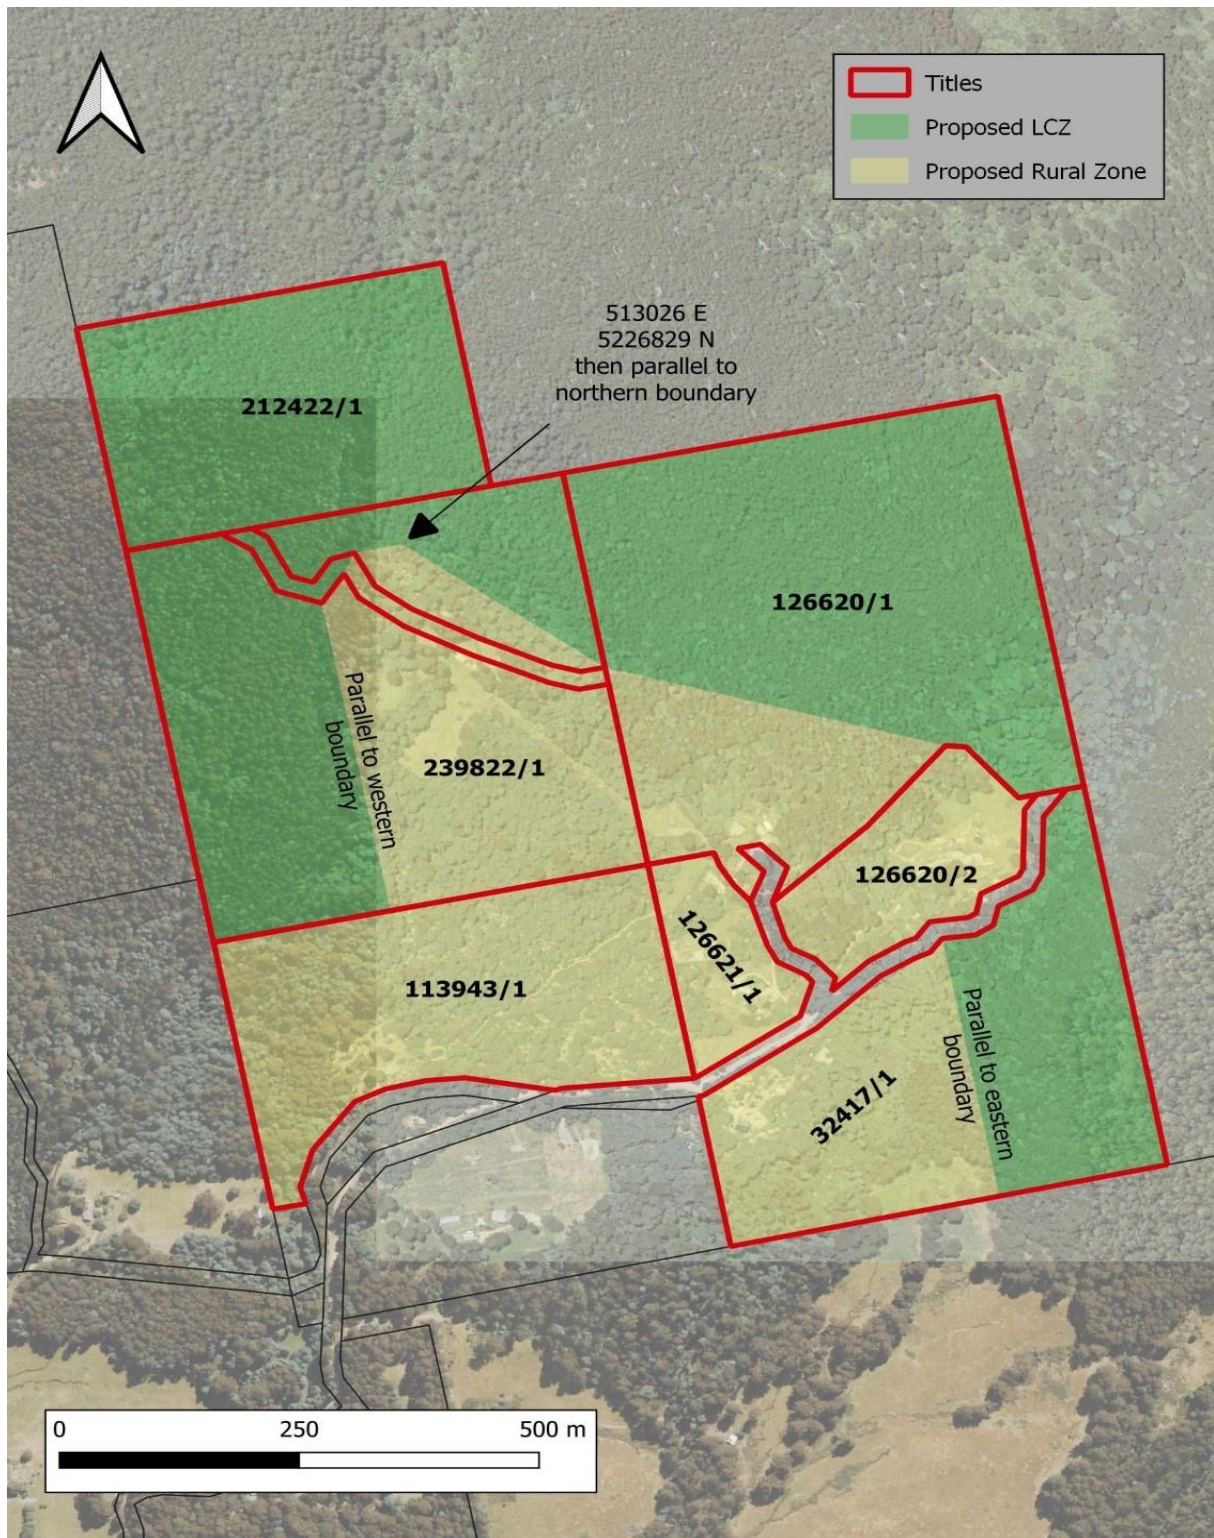 Titles
Proposed LCZ
Proposed Rural Zone
513026 E
5226829 N
then parallel to
northern boundary
212422/1
126620/1
Parallel to western
boundary
239822/1
126620/2
126621/1
113943/1
Parallel to eastern
boundary
32417/1
0 250 500 m